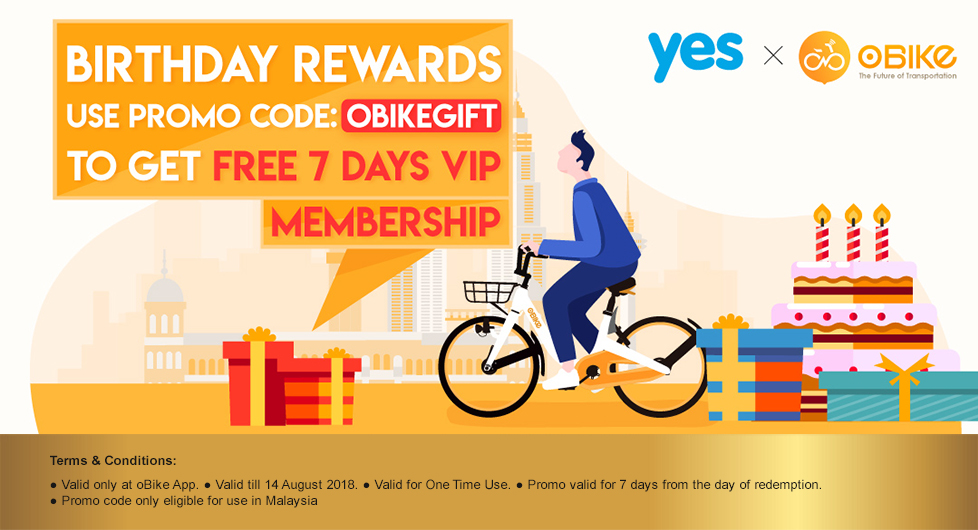 BIRTHDAY REWARDS
USE PROMO CODE: OBIKEGIFT
TO GET FREE 7 DAYS VIP
MEMBERSHIP
yes × oBIKe
The Future of Transportation
oBIKe
Terms & Conditions:
● Valid only at oBike App. ● Valid till 14 August 2018. ● Valid for One Time Use. ● Promo valid for 7 days from the day of redemption.
● Promo code only eligible for use in Malaysia